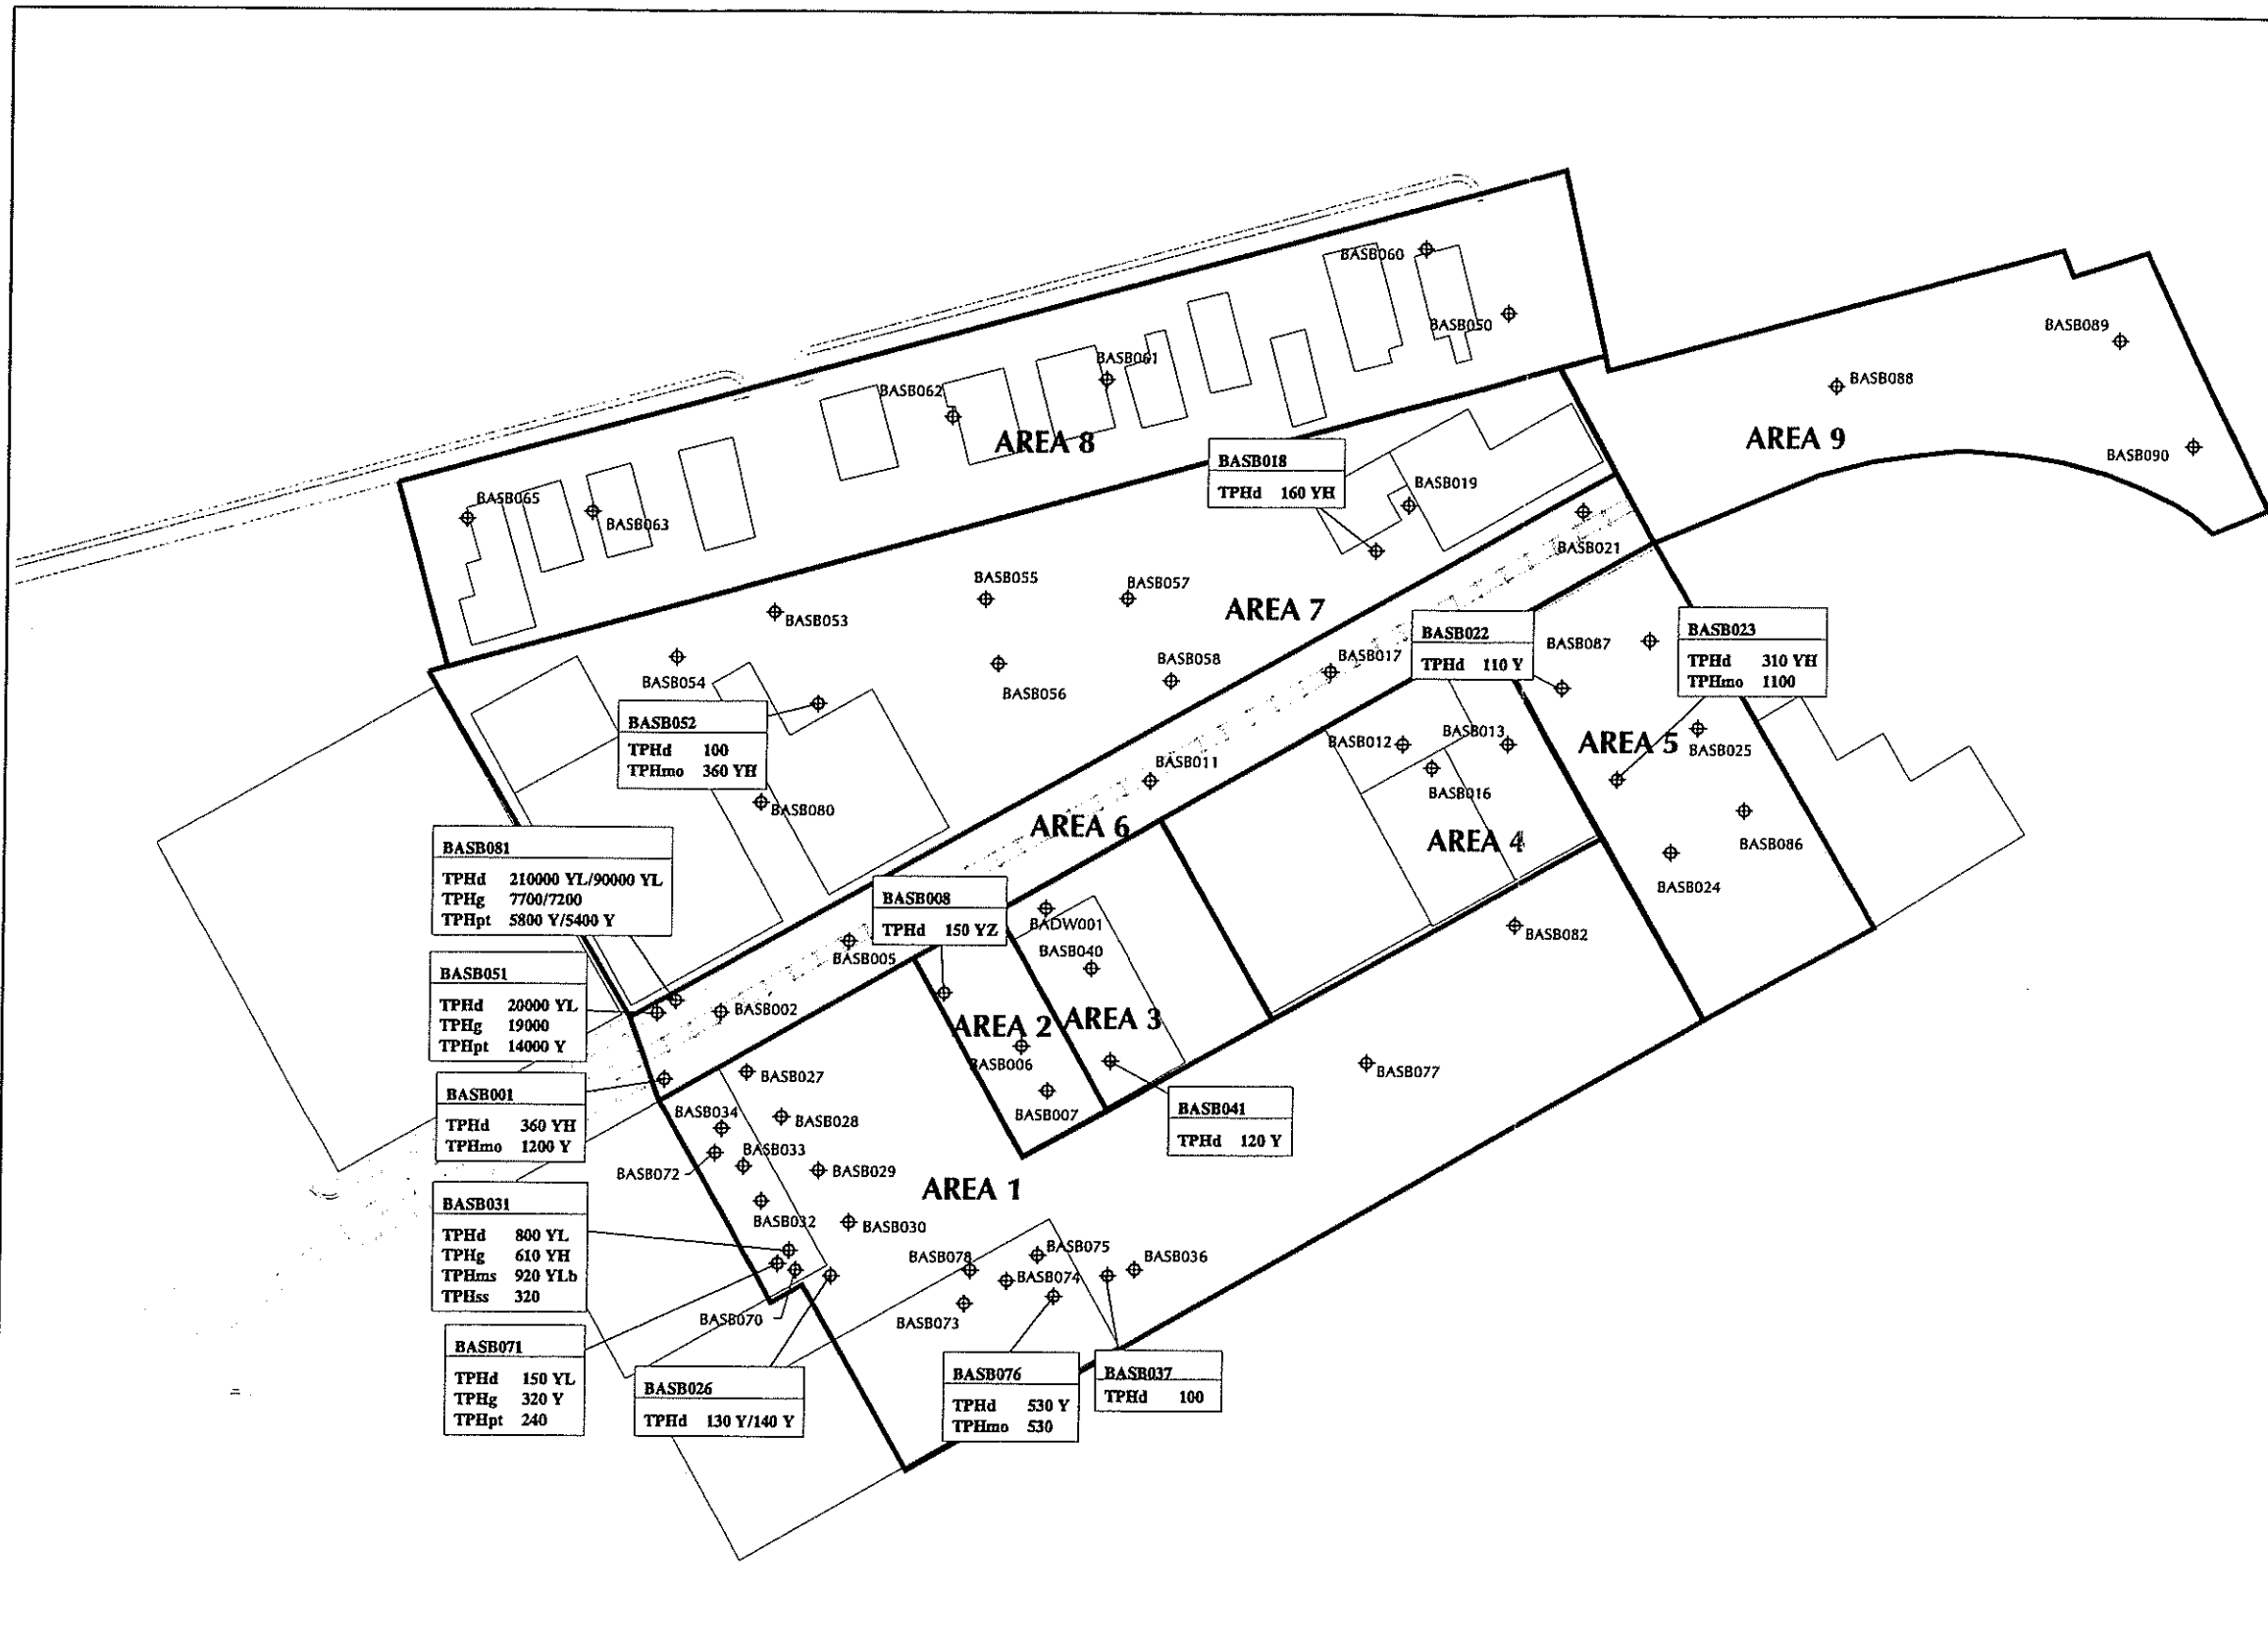 BASB060
BASB050
BASB089
BASB061
BASB088
BASB062
AREA 8
AREA 9
BASB090
BASB018
TPHd 160 YH
BASB019
BASB065
BASB063
BASB021
BASB055
BASB057
AREA 7
BASB053
BASB022
TPHd 110 Y
BASB087
BASB023
TPHd 310 YH
TPHmo 1100
BASB054
BASB056
BASB058
BASB017
BASB052
TPHd 100
TPHmo 360 YH
BASB012
BASB013
AREA 5
BASB025
BASB011
BASB016
BASB080
AREA 6
AREA 4
BASB086
BASB081
TPHd 210000 YL/90000 YL
TPHg 7700/7200
TPHpt 5800 Y/5400 Y
BASB024
BASB008
TPHd 150 YZ
BADW001
BASB082
BASB040
BASB005
BASB051
TPHd 20000 YL
TPHg 19000
TPHpt 14000 Y
BASB002
AREA 2
AREA 3
BASB006
BASB077
BASB027
BASB001
TPHd 360 YH
TPHmo 1200 Y
BASB034
BASB028
BASB007
BASB041
TPHd 120 Y
BASB033
BASB072
BASB029
AREA 1
BASB031
TPHd 800 YL
TPHg 610 YH
TPHms 920 YLb
TPHss 320
BASB032
BASB030
BASB078
BASB075
BASB036
BASB074
BASB070
BASB073
BASB071
TPHd 150 YL
TPHg 320 Y
TPHpt 240
BASB026
TPHd 130 Y/140 Y
BASB076
TPHd 530 Y
TPHmo 530
BASB037
TPHd 100